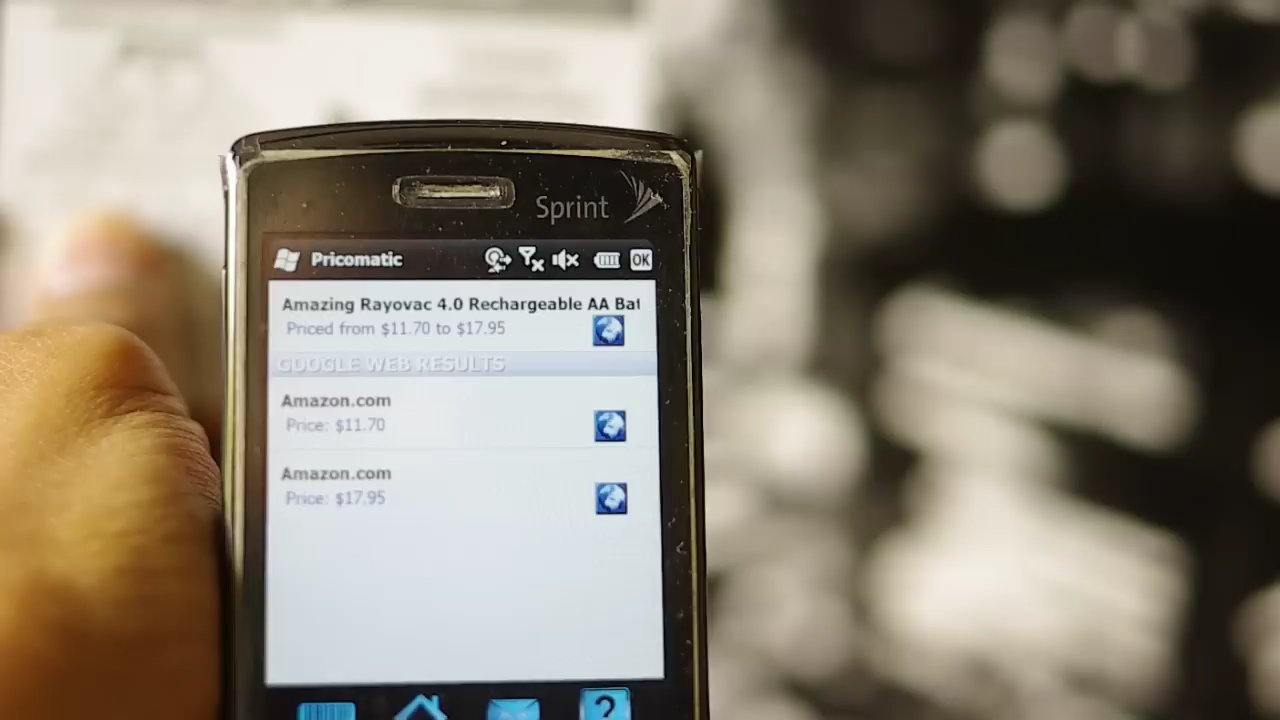 Sprint
Pricomatic
OK
Amazing Rayovac 4.0 Rechargeable AA Bat
Priced from $11.70 to $17.95
GOOGLE WEB RESULTS
Amazon.com
Price: $11.70
Amazon.com
Price: $17.95
?